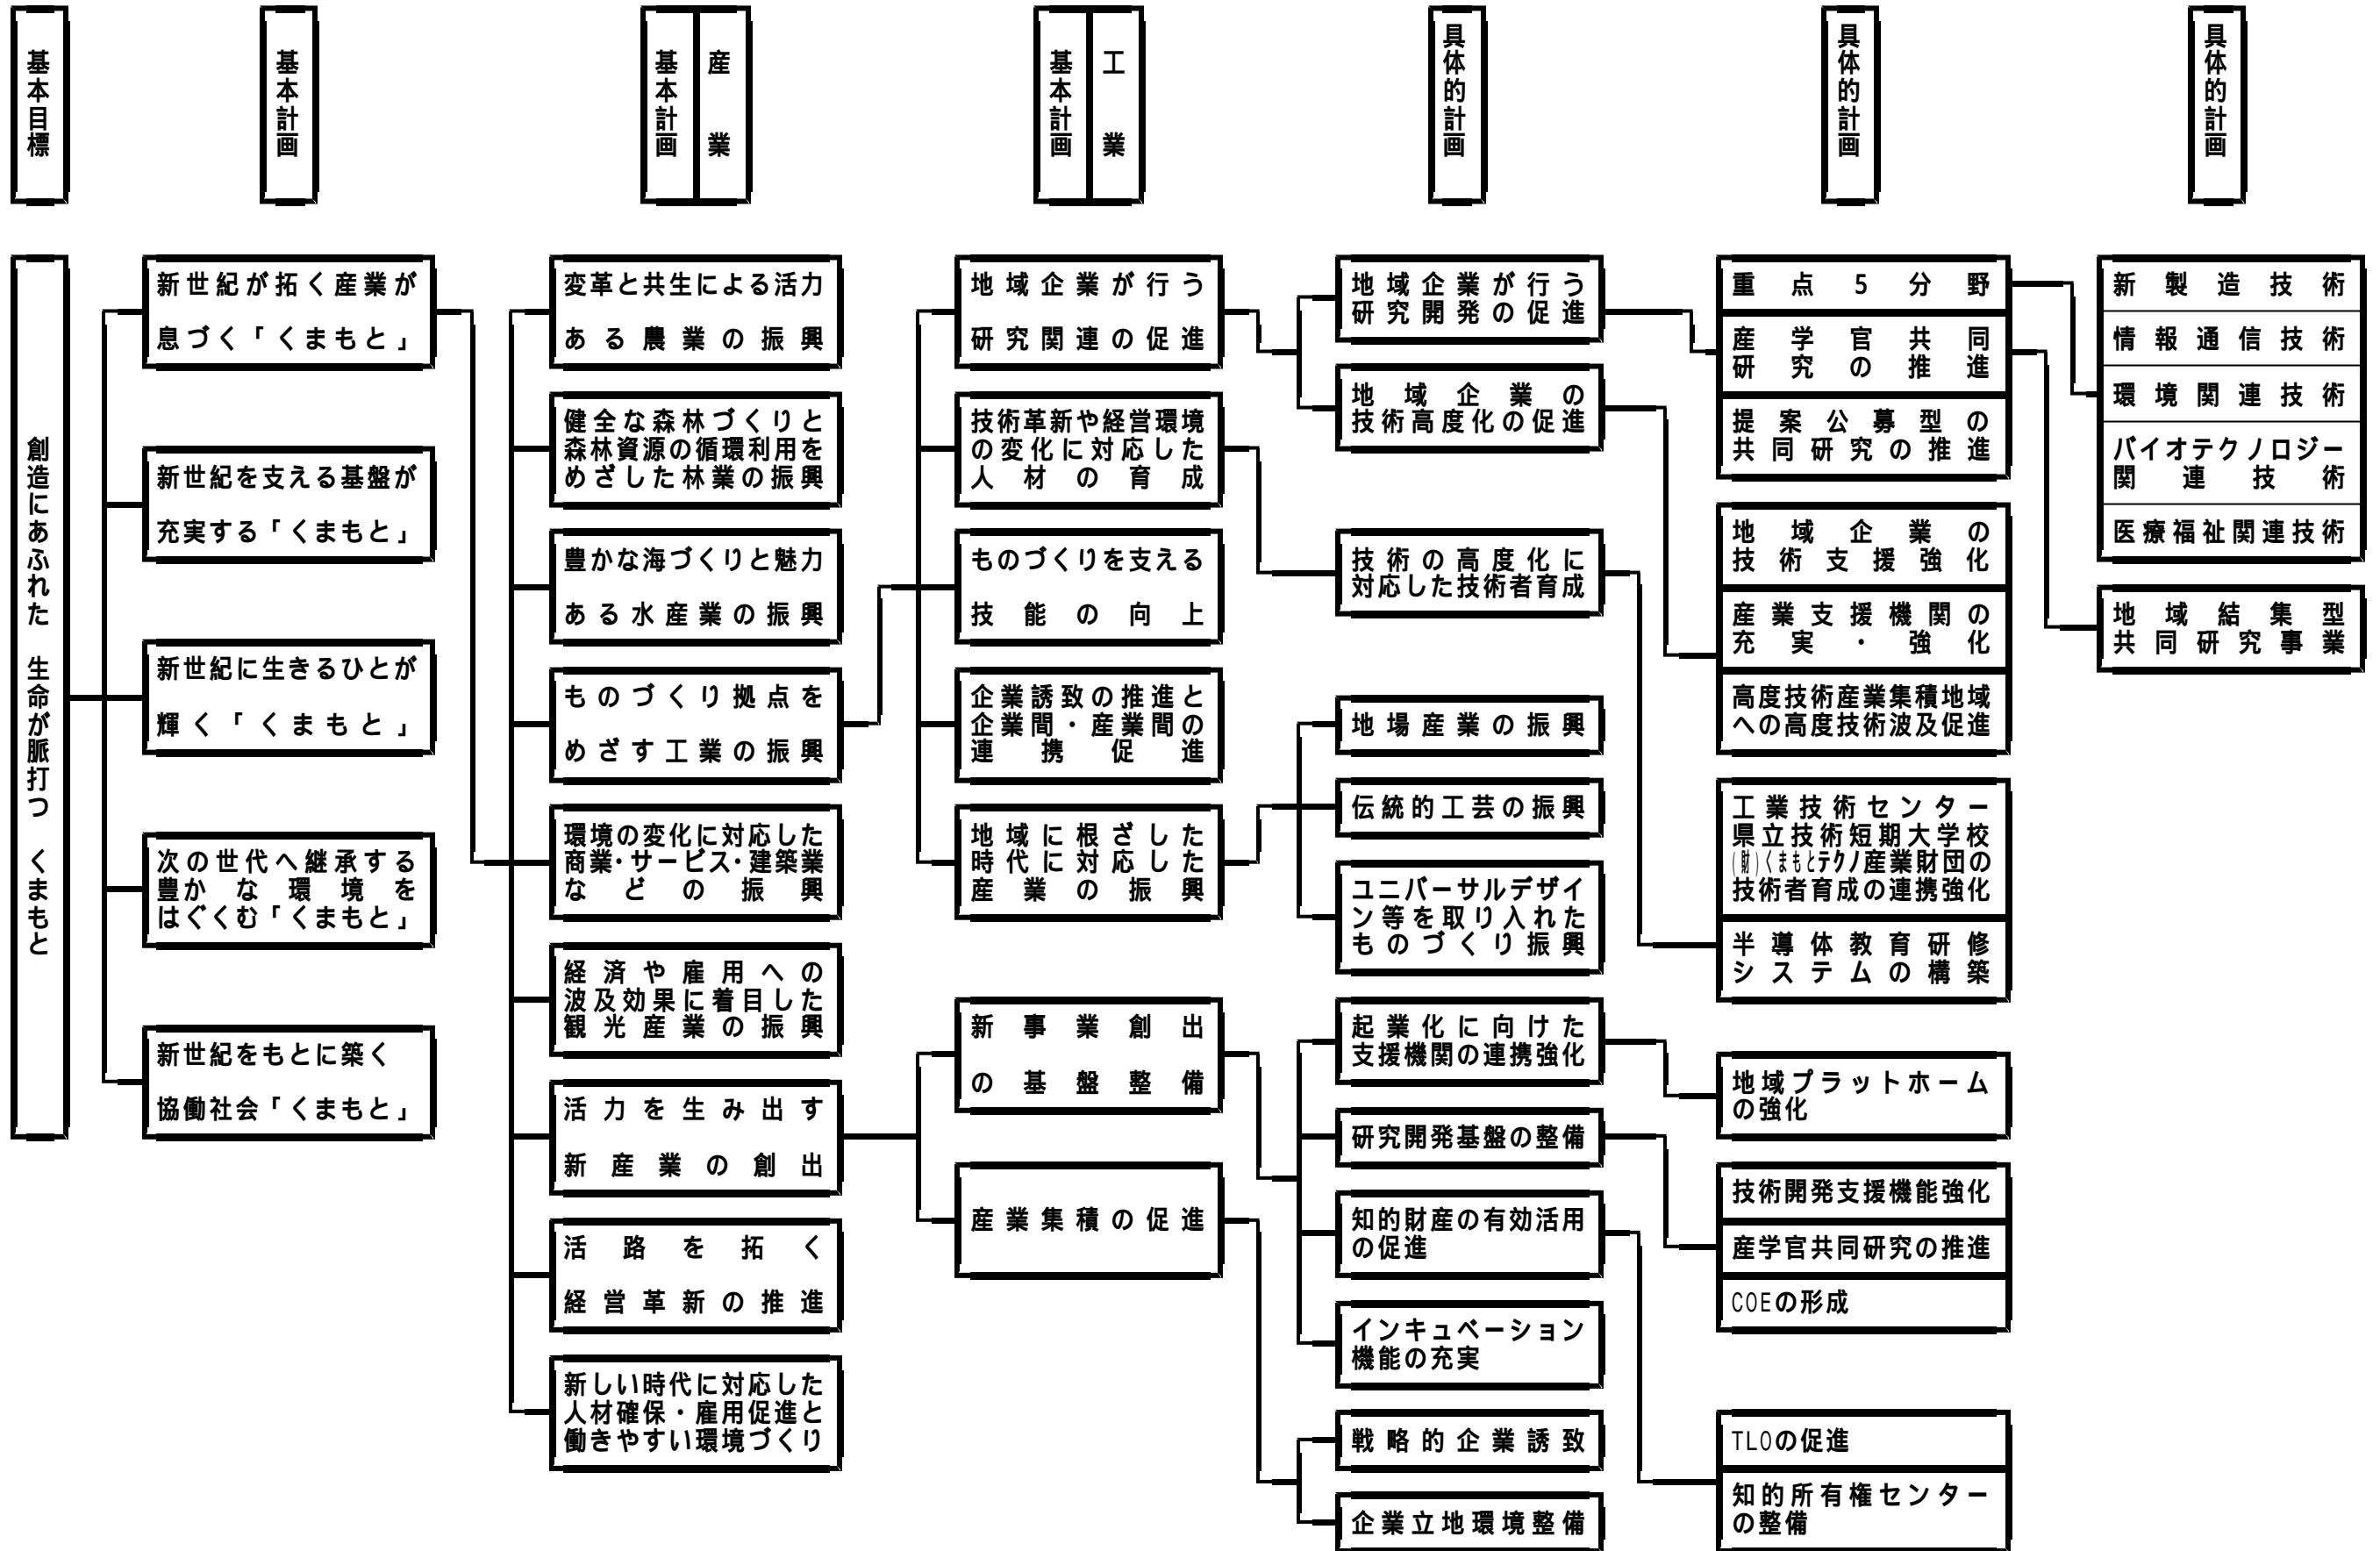 基本目標
基本計画
基本計画
産業
基本計画
工業
具体的計画
具体的計画
具体的計画
創造にあふれた 生命が脈打つ くまもと
新世紀が拓く産業が
息づく「くまもと」
新世紀を支える基盤が
充実する「くまもと」
新世紀に生きるひとが
輝く「くまもと」
次の世代へ継承する
豊かな環境を
はぐくむ「くまもと」
新世紀をもとに築く
協働社会「くまもと」
変革と共生による活力
ある農業の振興
健全な森林づくりと
森林資源の循環利用を
めざした林業の振興
豊かな海づくりと魅力
ある水産業の振興
ものづくり拠点を
めざす工業の振興
環境の変化に対応した
商業・サービス・建築業
などの振興
経済や雇用への
波及効果に着目した
観光産業の振興
活力を生み出す
新産業の創出
活路を拓く
経営革新の推進
新しい時代に対応した
人材確保・雇用促進と
働きやすい環境づくり
地域企業が行う
研究関連の促進
技術革新や経営環境
の変化に対応した
人材の育成
ものづくりを支える
技能の向上
企業誘致の推進と
企業間・産業間の
連携促進
地域に根ざした
時代に対応した
産業の振興
新事業創出
の基盤整備
産業集積の促進
地域企業が行う
研究開発の促進
地域企業の
技術高度化の促進
技術の高度化に
対応した技術者育成
地場産業の振興
伝統的工芸の振興
ユニバーサルデザイ
ン等を取り入れた
ものづくり振興
起業化に向けた
支援機関の連携強化
研究開発基盤の整備
知的財産の有効活用
の促進
インキュベーション
機能の充実
戦略的企業誘致
企業立地環境整備
重点5分野
産学官共同
研究の推進
提案公募型の
共同研究の推進
地域企業の
技術支援強化
産業支援機関の
充実・強化
高度技術産業集積地域
への高度技術波及促進
工業技術センター
県立技術短期大学校
(財)くまもとテクノ産業財団の
技術者育成の連携強化
半導体教育研修
システムの構築
地域プラットホーム
の強化
技術開発支援機能強化
産学官共同研究の推進
COEの形成
TLOの促進
知的所有権センター
の整備
新製造技術
情報通信技術
環境関連技術
バイオテクノロジー
関連技術
医療福祉関連技術
地域結集型
共同研究事業